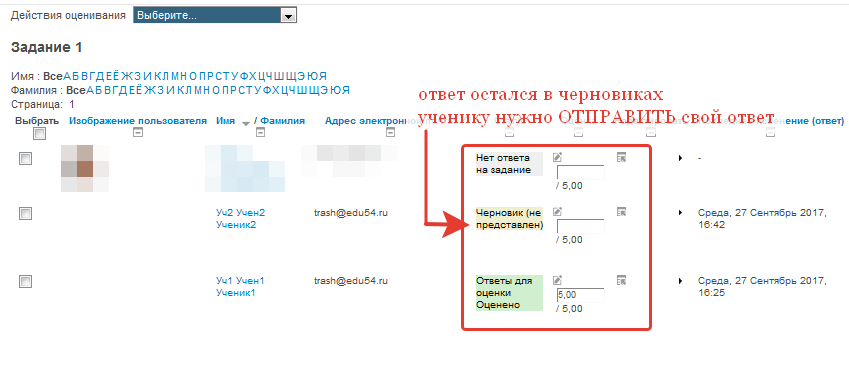 Действия оценивания Выберите...
Задание 1
Имя : Все А Б В Г Д Е Ё Ж З И К Л М Н О П Р С Т У Ф Х Ц Ч Ш Щ Э Ю Я
Фамилия : Все А Б В Г Д Е Ё Ж З И К Л М Н О П Р С Т У Ф Х Ц Ч Ш Щ Э Ю Я
Страница: 1
ответ остался в черновиках
ученику нужно ОТПРАВИТЬ свой ответ
Выбрать Изображение пользователя Имя / Фамилия Адрес электронно ение (ответ)
Нет ответа
на задание
/ 5,00
-
Уч2 Учен2
Ученик2
trash@edu54.ru
Черновик (не
представлен)
/ 5,00
Среда, 27 Сентябрь 2017,
16:42
Уч1 Учен1
Ученик1
trash@edu54.ru
Ответы для
оценки
Оценено
5,00
/ 5,00
Среда, 27 Сентябрь 2017,
16:25